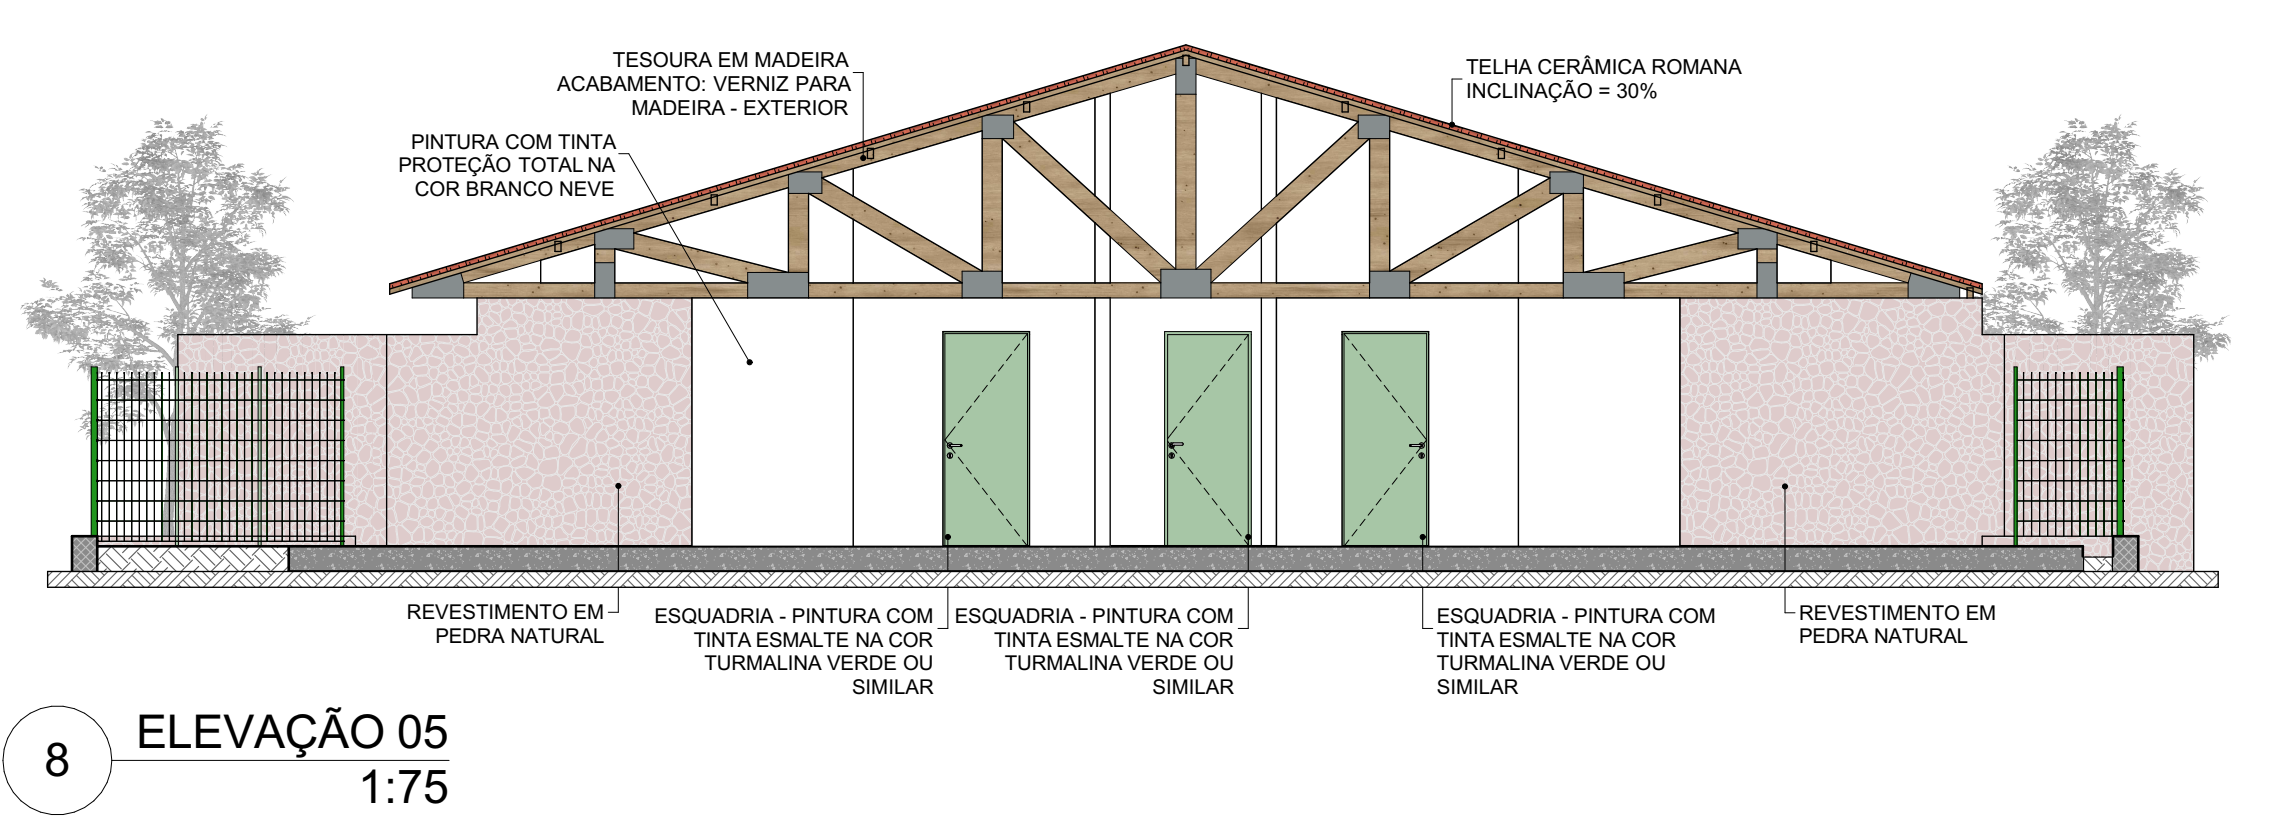 TESOURA EM MADEIRA
ACABAMENTO: VERNIZ PARA
MADEIRA - EXTERIOR
TELHA CERÂMICA ROMANA
INCLINAÇÃO = 30%
PINTURA COM TINTA
PROTEÇÃO TOTAL NA
COR BRANCO NEVE
REVESTIMENTO EM
PEDRA NATURAL
ESQUADRIA - PINTURA COM
TINTA ESMALTE NA COR
TURMALINA VERDE OU
SIMILAR
ESQUADRIA - PINTURA COM
TINTA ESMALTE NA COR
TURMALINA VERDE OU
SIMILAR
ESQUADRIA - PINTURA COM
TINTA ESMALTE NA COR
TURMALINA VERDE OU
SIMILAR
REVESTIMENTO EM
PEDRA NATURAL
8
ELEVAÇÃO 05
1:75